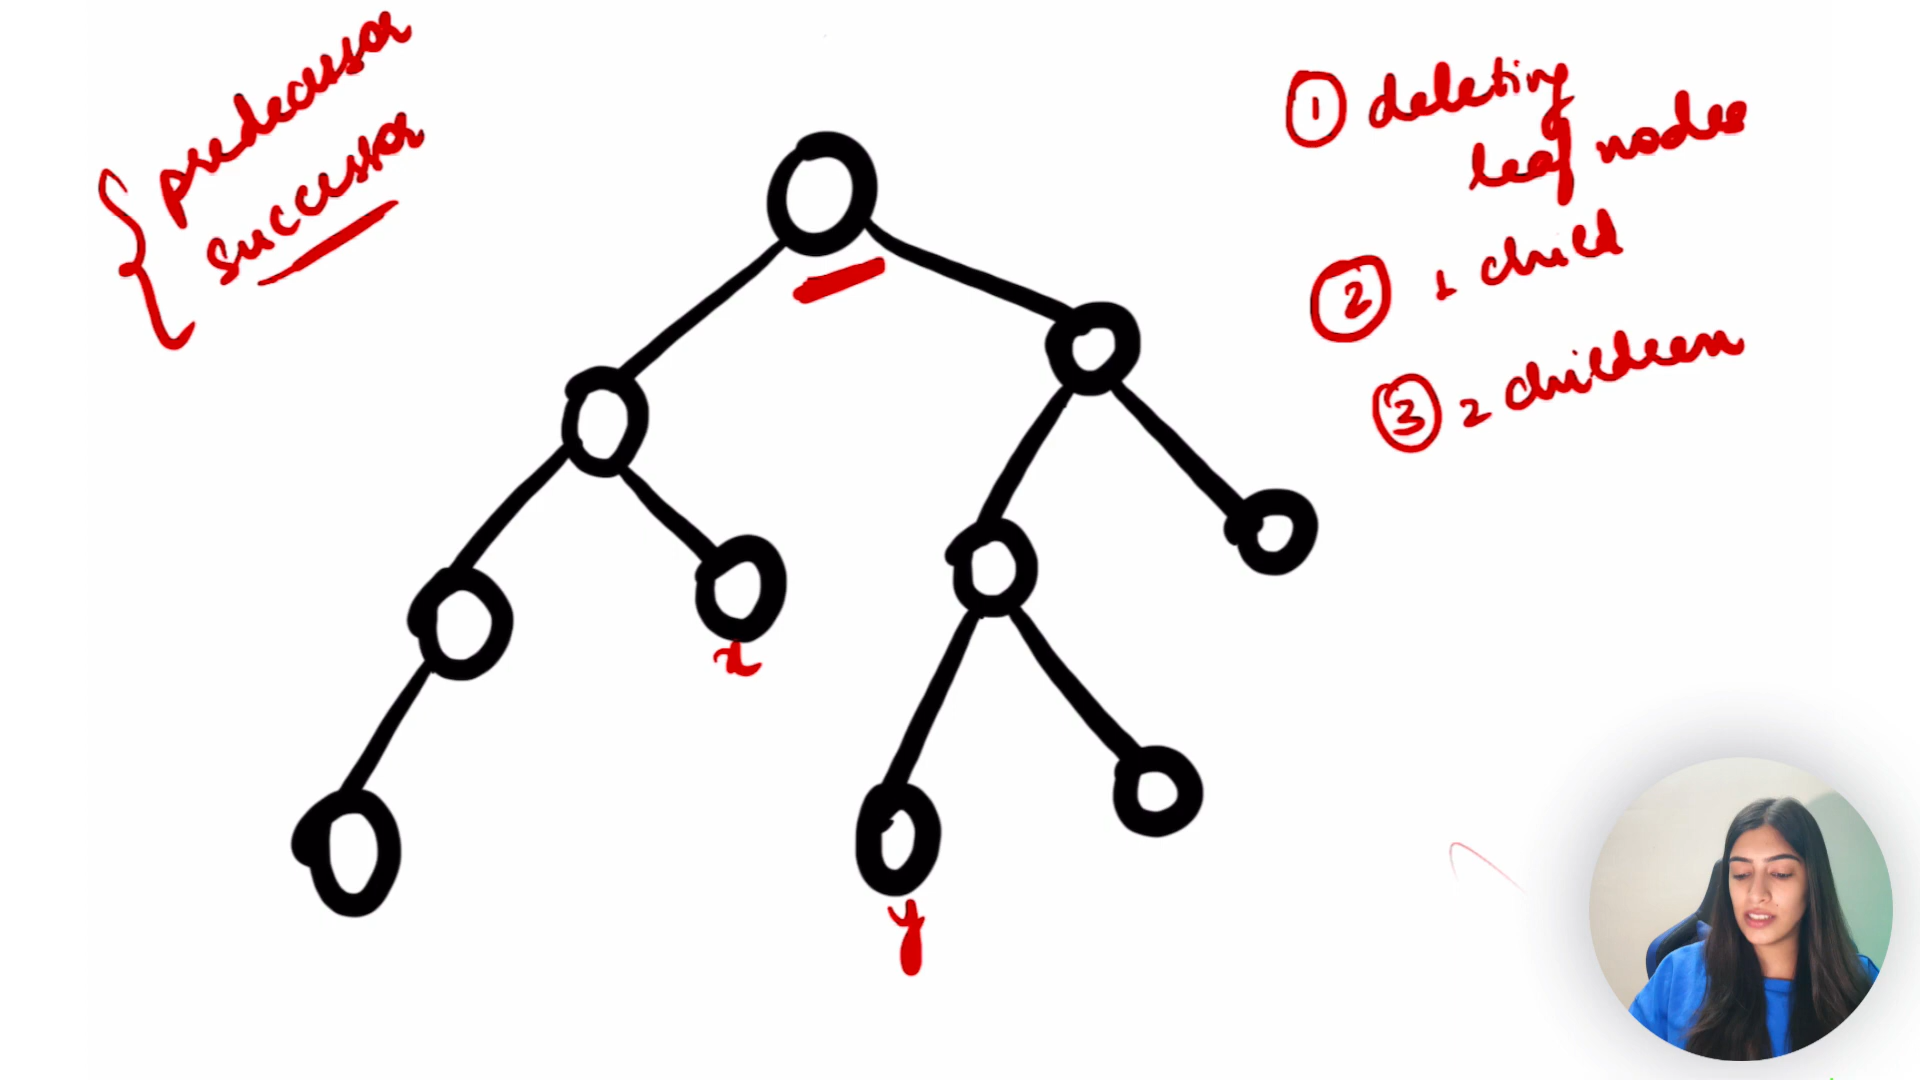 { predecessor
successor
① deleting
leaf nodes
② 1 child
③ 2 children
x
y